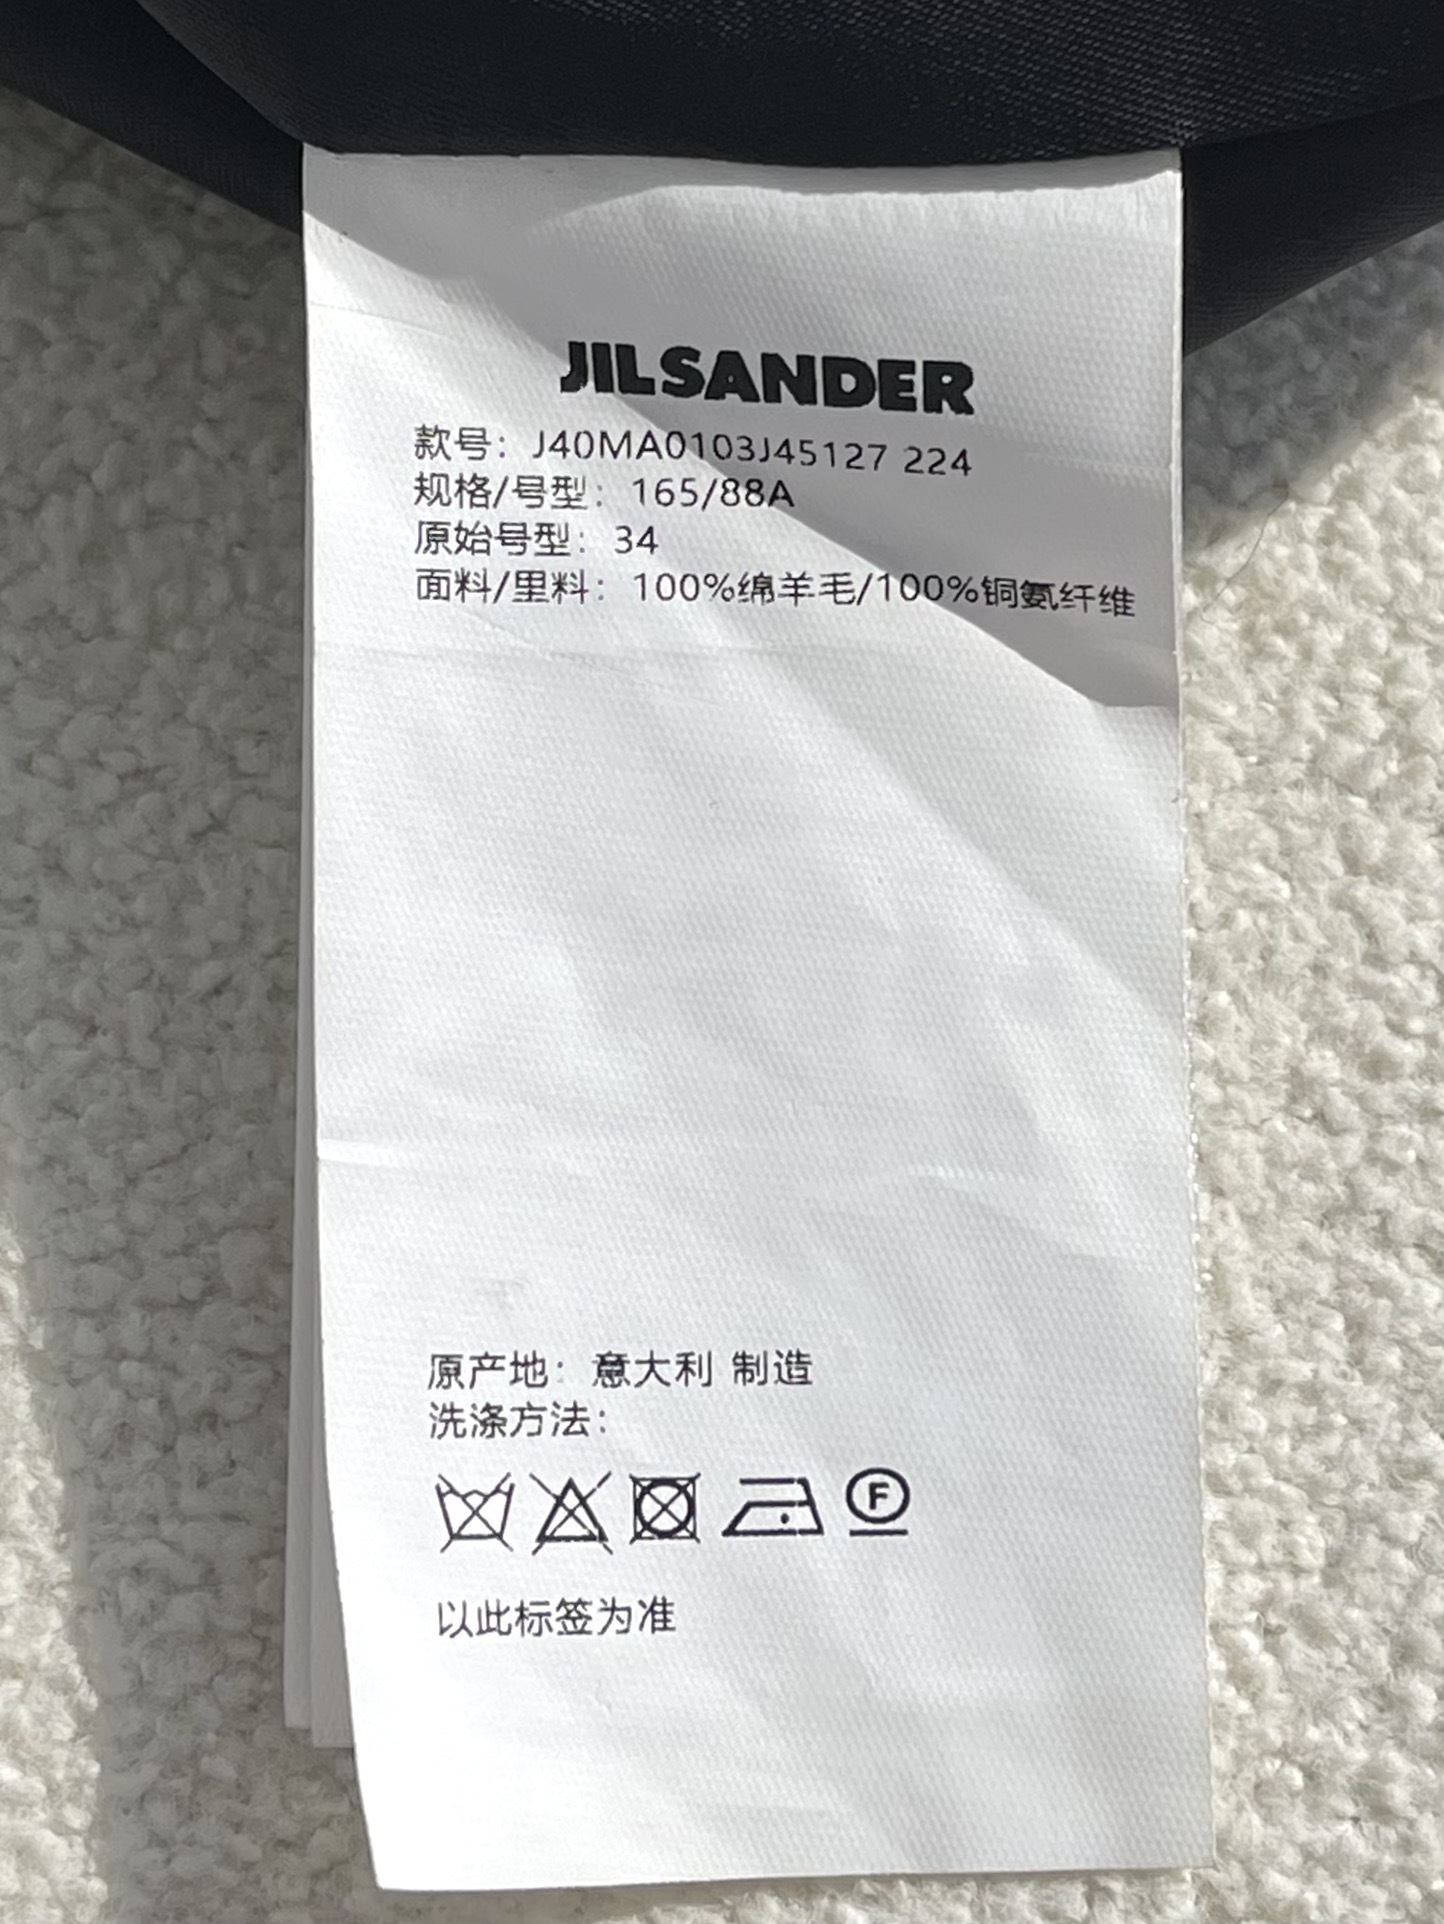 JIL SANDER
款号：J40MA0103J45127 224
规格/号型：165/88A
原始号型：34
面料/里料：100%绵羊毛/100%铜氨纤维
原产地：意大利 制造
洗涤方法：
F
以此标签为准